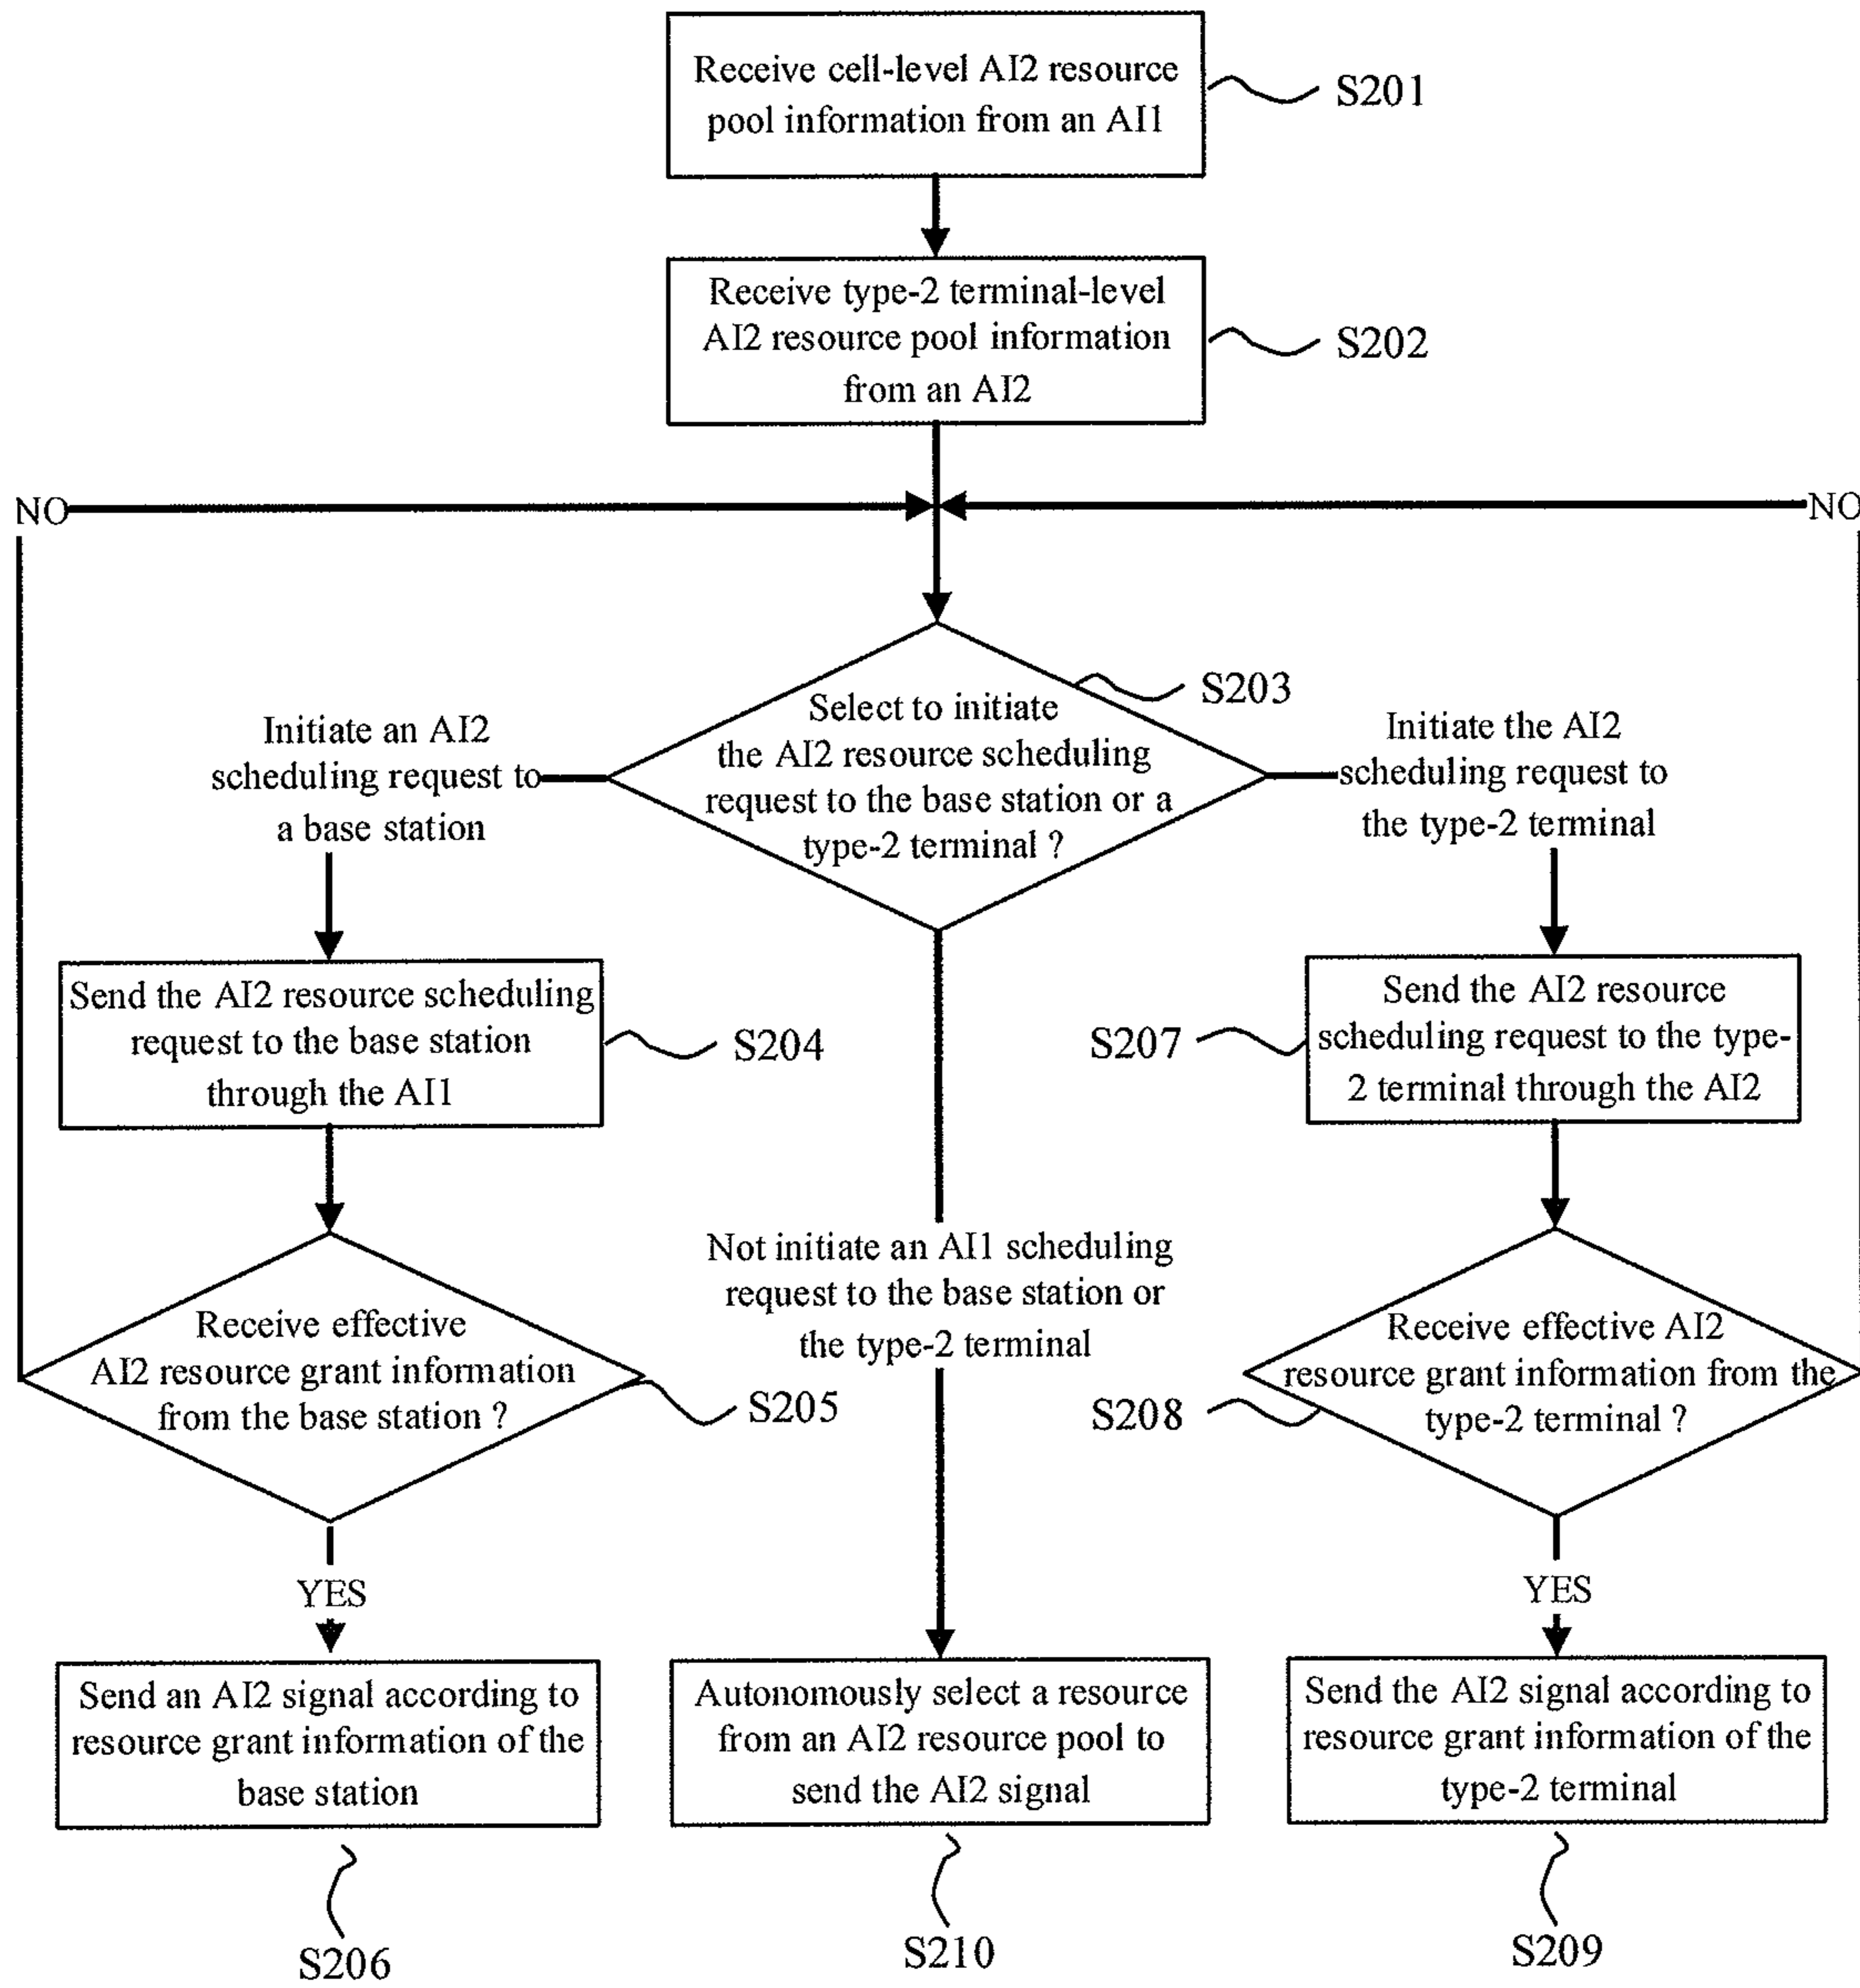 Receive cell-level AI2 resource
pool information from an AI1
S201
Receive type-2 terminal-level
AI2 resource pool information
from an AI2
S202
NO
NO
S203
Select to initiate
the AI2 resource scheduling
request to the base station or a
type-2 terminal ?
Initiate an AI2
scheduling request to
a base station
Initiate the AI2
scheduling request to
the type-2 terminal
Send the AI2 resource scheduling
request to the base station
through the AI1
S204
S207
Send the AI2 resource
scheduling request to the type-
2 terminal through the AI2
Not initiate an AI1 scheduling
request to the base station or
the type-2 terminal
Receive effective
AI2 resource grant information
from the base station ?
S205
S208
Receive effective AI2
resource grant information from the
type-2 terminal ?
YES
YES
Send an AI2 signal according to
resource grant information of the
base station
Autonomously select a resource
from an AI2 resource pool to
send the AI2 signal
Send the AI2 signal according to
resource grant information of the
type-2 terminal
S206
S210
S209